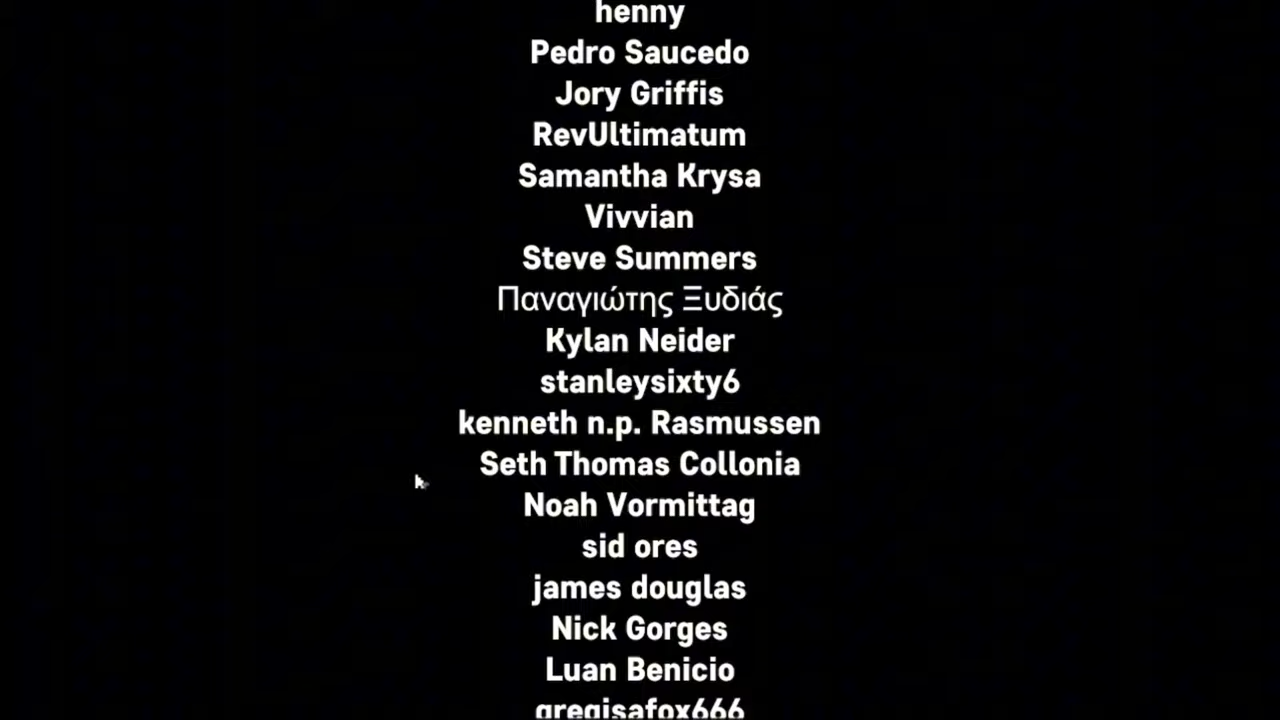 henny
Pedro Saucedo
Jory Griffis
RevUltimatum
Samantha Krysa
Vivvian
Steve Summers
Παναγιώτης Ξυδιάς
Kylan Neider
stanleysixty6
kenneth n.p. Rasmussen
Seth Thomas Collonia
Noah Vormittag
sid ores
james douglas
Nick Gorges
Luan Benicio
gregisafox666